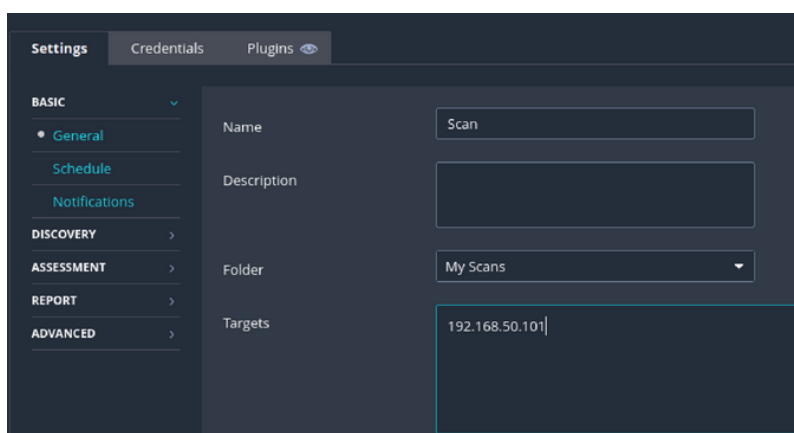 Settings Credentials Plugins
BASIC
General
Schedule
Notifications
DISCOVERY
ASSESSMENT
REPORT
ADVANCED
Name Scan
Description
Folder My Scans
Targets 192.168.50.101